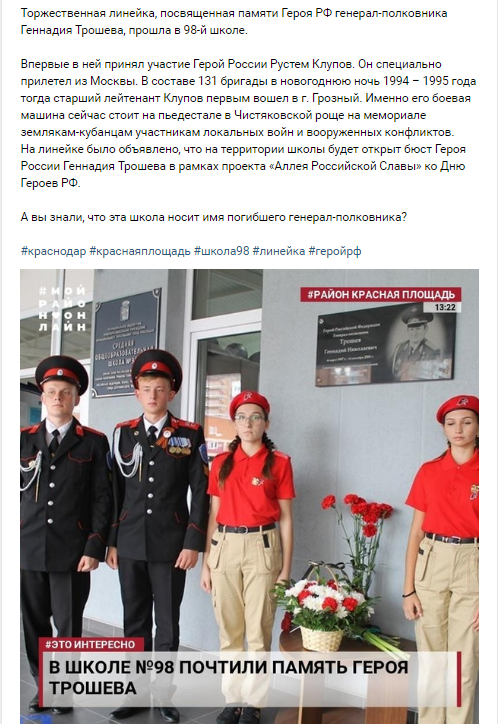 Торжественная линейка, посвященная памяти Героя РФ генерал-полковника
Геннадия Трошева, прошла в 98-й школе.
Впервые в ней принял участие Герой России Рустем Клупов. Он специально
прилетел из Москвы. В составе 131 бригады в новогоднюю ночь 1994 – 1995 года
тогда старший лейтенант Клупов первым вошел в г. Грозный. Именно его боевая
машина сейчас стоит на пьедестале в Чистяковской роще на мемориале
землякам-кубанцам участникам локальных войн и вооруженных конфликтов.
На линейке было объявлено, что на территории школы будет открыт бюст Героя
России Геннадия Трошева в рамках проекта «Аллея Российской Славы» ко Дню
Героев РФ.
А вы знали, что эта школа носит имя погибшего генерал-полковника?
#краснодар #краснаяплощадь #школа98 #линейка #геройрф
#МОЙ
РАЙ
ОН ОН
ЛАЙН
#РАЙОН КРАСНАЯ ПЛОЩАДЬ
13:22
СРЕДНЯЯ
ОБЩЕОБРАЗОВАТЕЛЬНАЯ
ШКОЛА №
Герой Российской Федерации
Генерал-полковник
Трошев
Геннадий Николаевич
#ЭТО ИНТЕРЕСНО
В ШКОЛЕ №98 ПОЧТИЛИ ПАМЯТЬ ГЕРОЯ
ТРОШЕВА